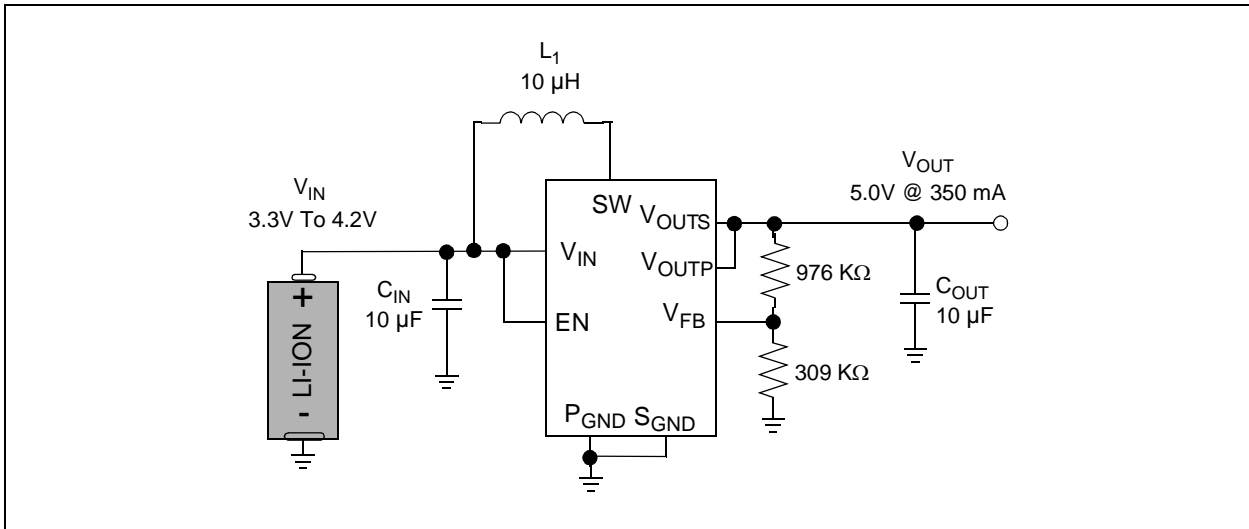 L1
10 µH
VIN
3.3V To 4.2V
VOUT
5.0V @ 350 mA
SW
VOUTS
VIN
VOUTP
976 KΩ
CIN
10 µF
COUT
10 µF
EN
VFB
309 KΩ
+
LI-ION
-
PGND SGND